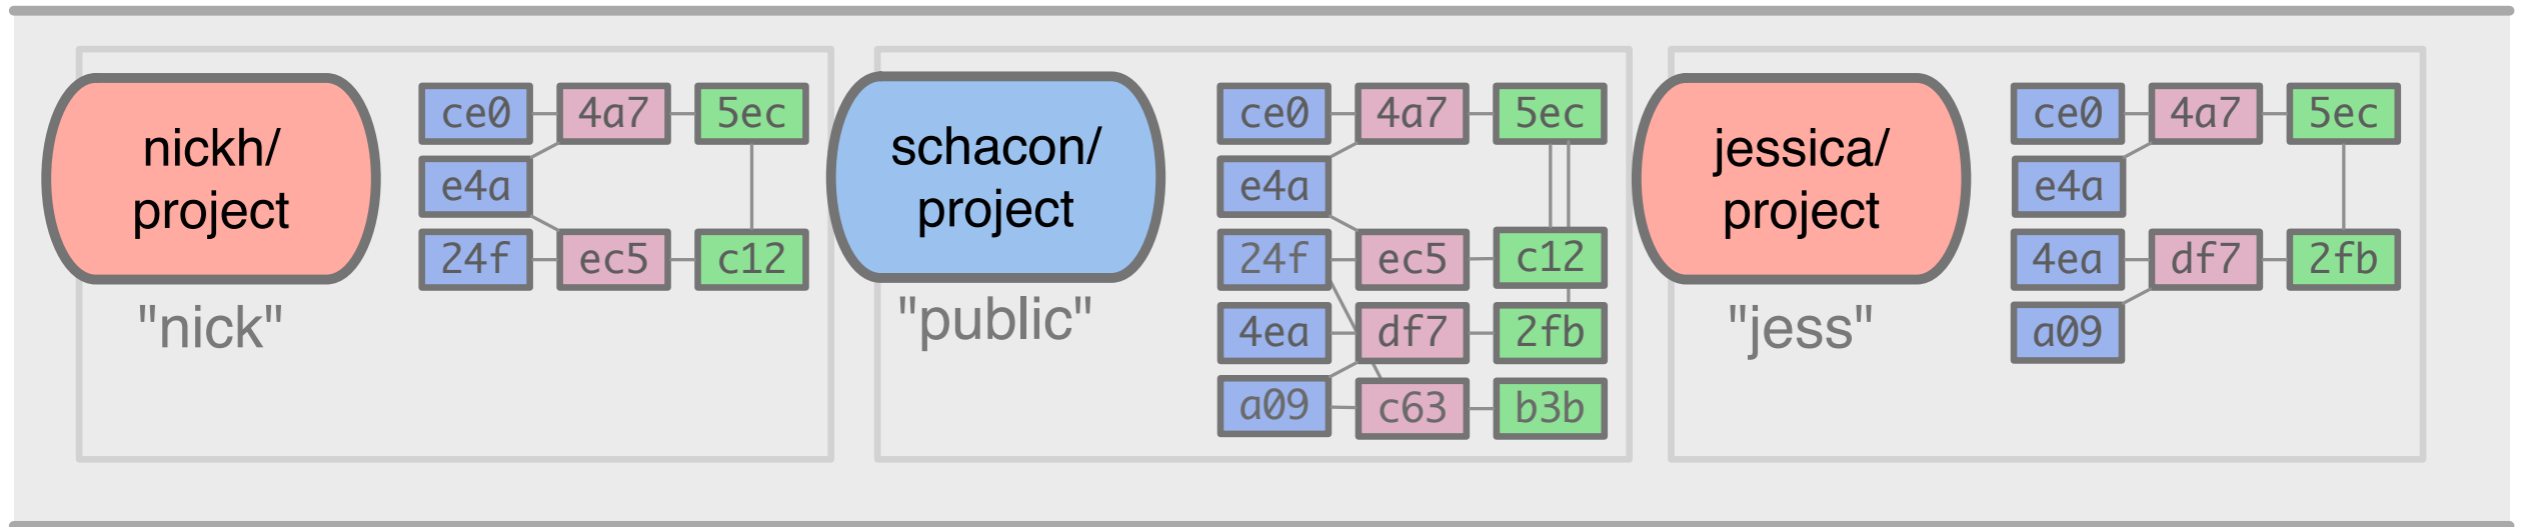 nickh/
project
"nick"
ce0 4a7 5ec
e4a
24f ec5 c12
schacon/
project
"public"
ce0 4a7 5ec
e4a
24f ec5 c12
4ea df7 2fb
a09 c63 b3b
jessica/
project
"jess"
ce0 4a7 5ec
e4a
4ea df7 2fb
a09